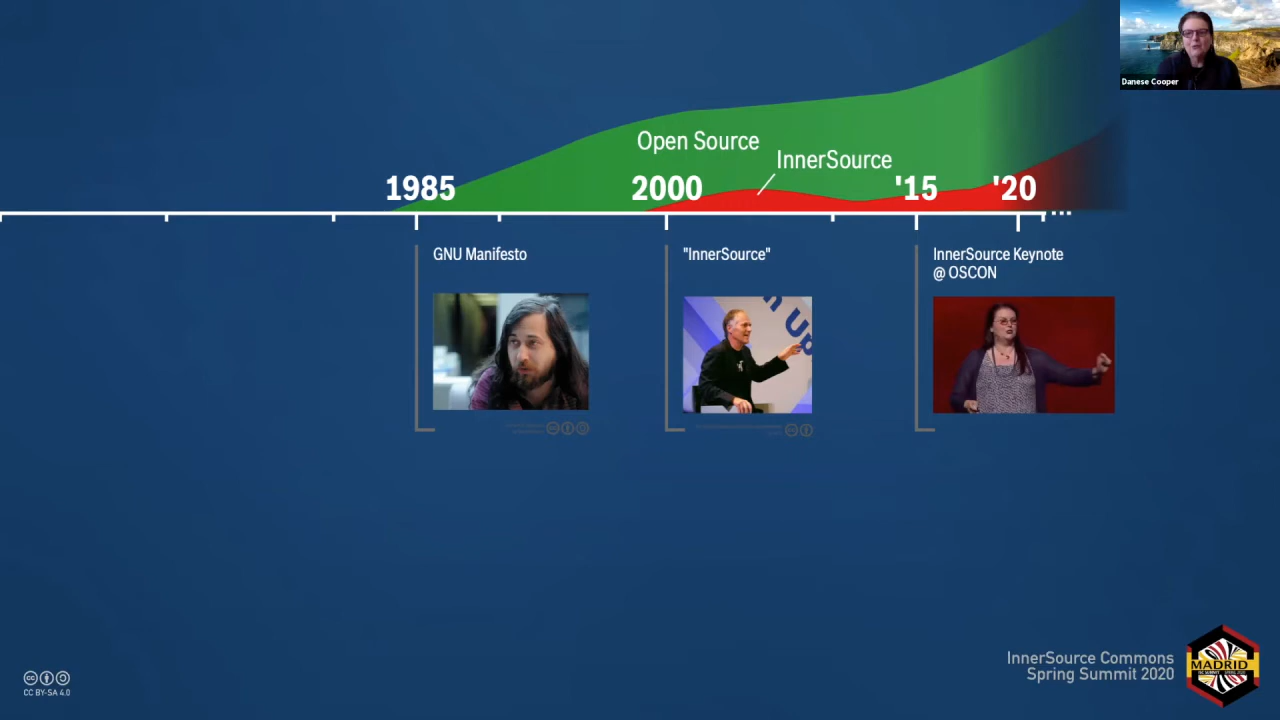 Danese Cooper
Open Source
InnerSource
1985
2000
'15
'20
GNU Manifesto
"InnerSource"
InnerSource Keynote
@ OSCON
InnerSource Commons
Spring Summit 2020
MADRID
CC BY-SA 4.0